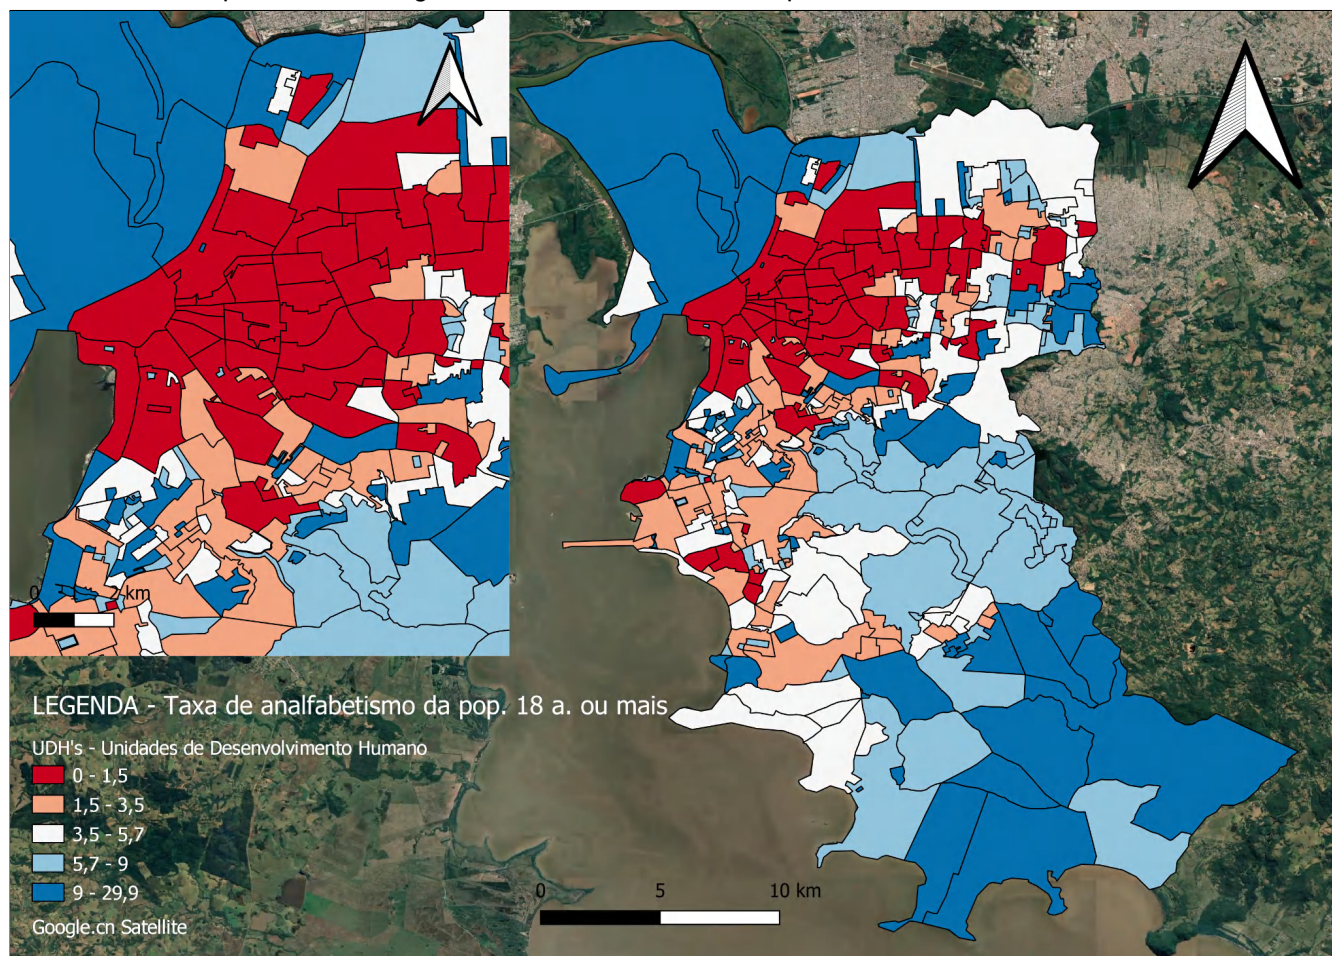 0 2 km
LEGENDA - Taxa de analfabetismo da pop. 18 a. ou mais
UDH's - Unidades de Desenvolvimento Humano
0 - 1,5
1,5 - 3,5
3,5 - 5,7
5,7 - 9
9 - 29,9
Google.cn Satellite
0 5 10 km